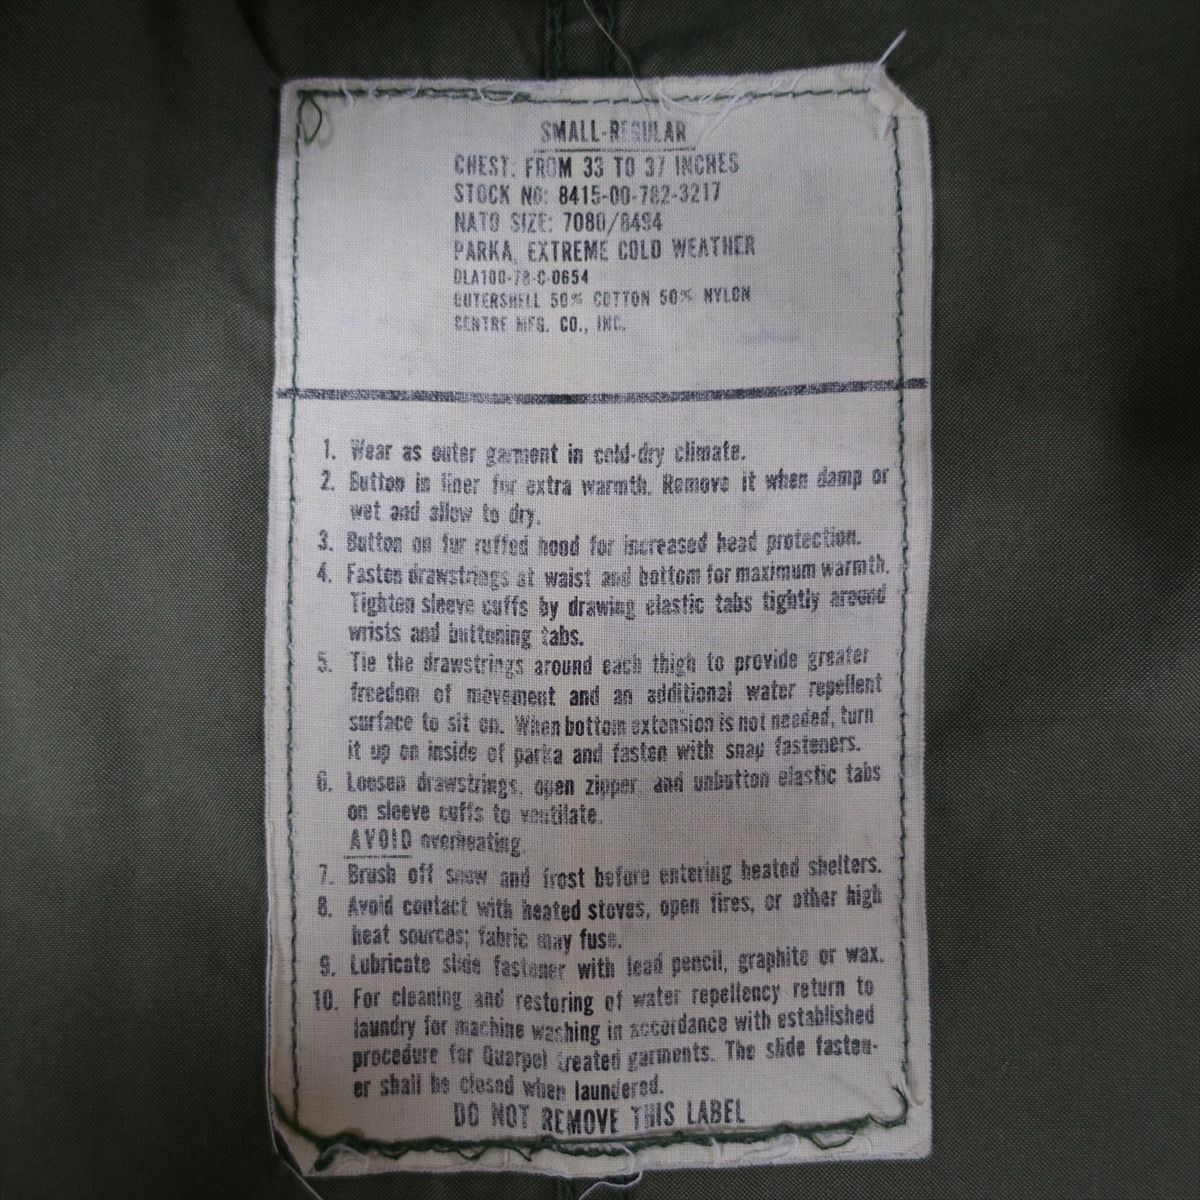 SMALL-REGULAR
CHEST: FROM 33 TO 37 INCHES
STOCK NO: 8415-00-782-3217
NATO SIZE: 7080/8494
PARKA, EXTREME COLD WEATHER
DLA100-78-C-0654
OUTERSHELL 50% COTTON 50% NYLON
CENTRE MFG. CO., INC.
1. Wear as outer garment in cold-dry climate.
2. Button in liner for extra warmth. Remove it when damp or
wet and allow to dry.
3. Button on fur ruffed hood for increased head protection.
4. Fasten drawstrings at waist and bottom for maximum warmth.
Tighten sleeve cuffs by drawing elastic tabs tightly around
wrists and buttoning tabs.
5. Tie the drawstrings around each thigh to provide greater
freedom of movement and an additional water repellent
surface to sit on. When bottom extension is not needed, turn
it up on inside of parka and fasten with snap fasteners.
6. Loosen drawstrings, open zipper, and unbutton elastic tabs
on sleeve cuffs to ventilate.
AVOID overheating.
7. Brush off snow and frost before entering heated shelters.
8. Avoid contact with heated stoves, open fires, or other high
heat sources; fabric may fuse.
9. Lubricate slide fastener with lead pencil, graphite or wax.
10. For cleaning and restoring of water repellency return to
laundry for machine washing in accordance with established
procedure for Quarpel treated garments. The slide fasten-
er shall be closed when laundered.
DO NOT REMOVE THIS LABEL